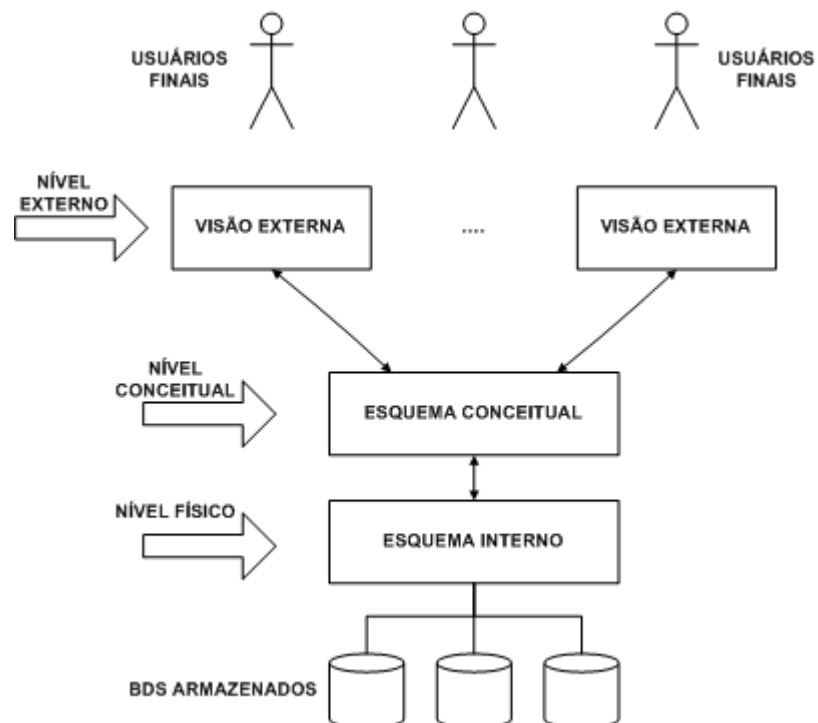 USUÁRIOS
FINAIS
USUÁRIOS
FINAIS
NÍVEL
EXTERNO
VISÃO EXTERNA
....
VISÃO EXTERNA
NÍVEL
CONCEITUAL
ESQUEMA CONCEITUAL
NÍVEL FÍSICO
ESQUEMA INTERNO
BDS ARMAZENADOS